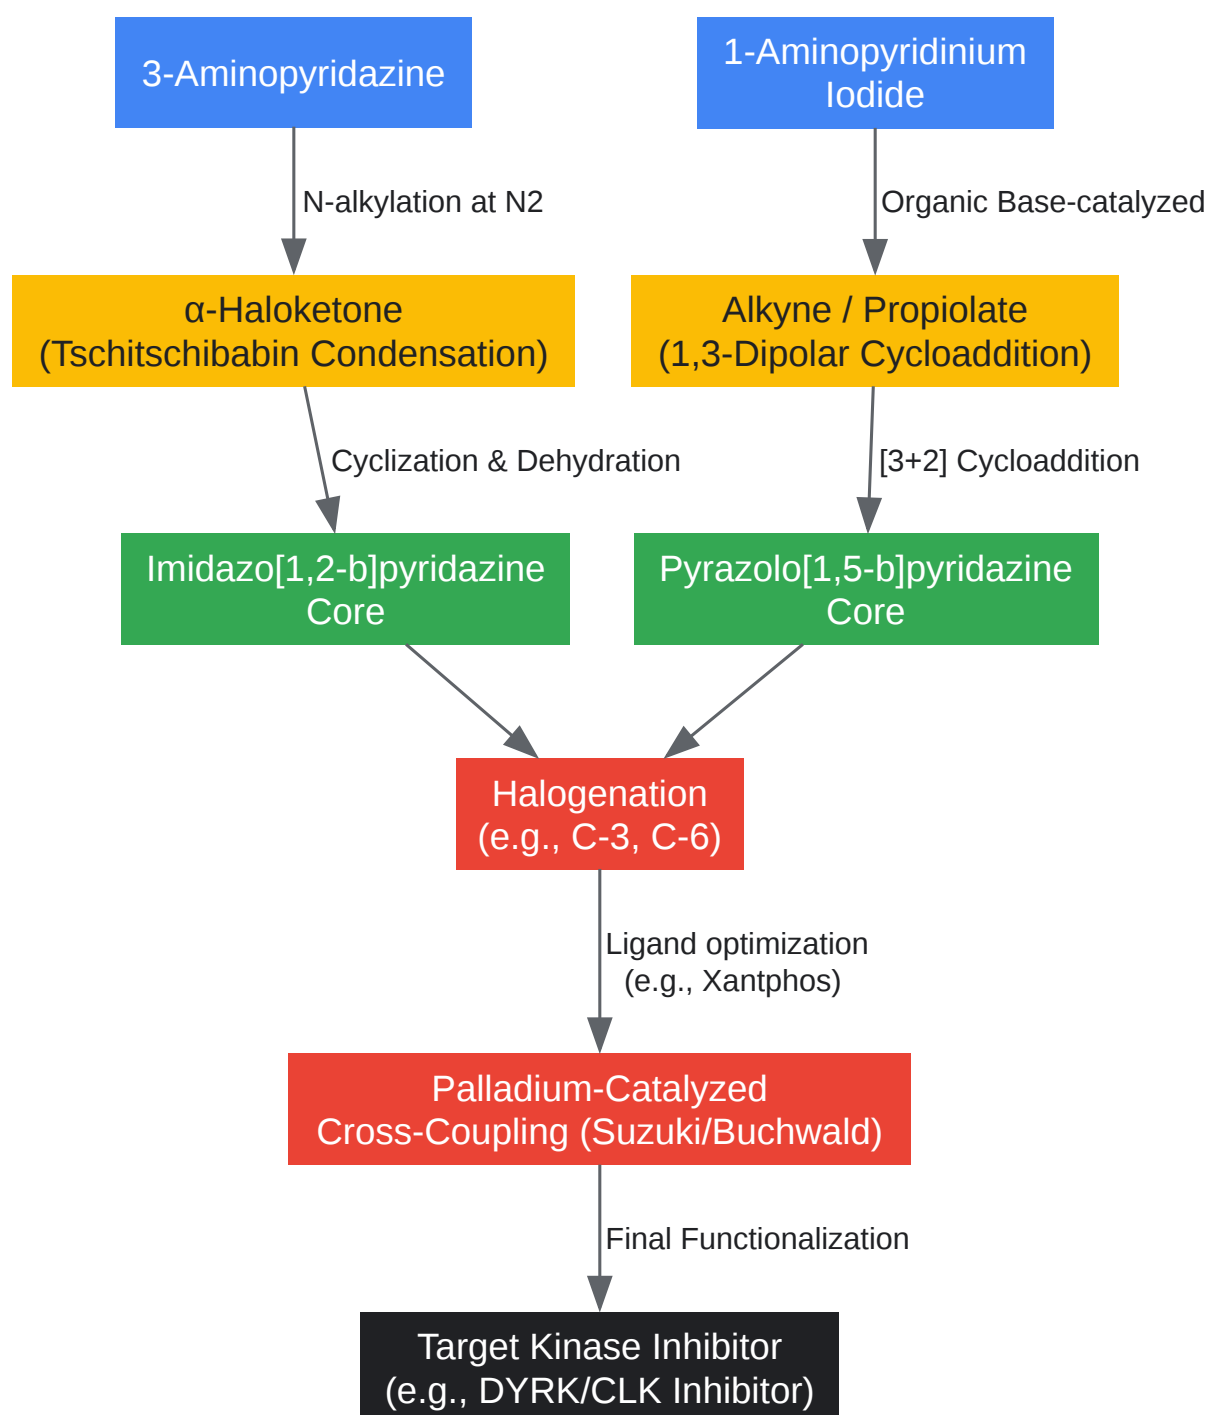 3-Aminopyridazine
1-Aminopyridinium
Iodide
N-alkylation at N2
Organic Base-catalyzed
α-Haloketone
(Tschitschibabin Condensation)
Alkyne / Propiolate
(1,3-Dipolar Cycloaddition)
Cyclization & Dehydration
[3+2] Cycloaddition
Imidazo[1,2-b]pyridazine
Core
Pyrazolo[1,5-b]pyridazine
Core
Halogenation
(e.g., C-3, C-6)
Ligand optimization
(e.g., Xantphos)
Palladium-Catalyzed
Cross-Coupling (Suzuki/Buchwald)
Final Functionalization
Target Kinase Inhibitor
(e.g., DYRK/CLK Inhibitor)